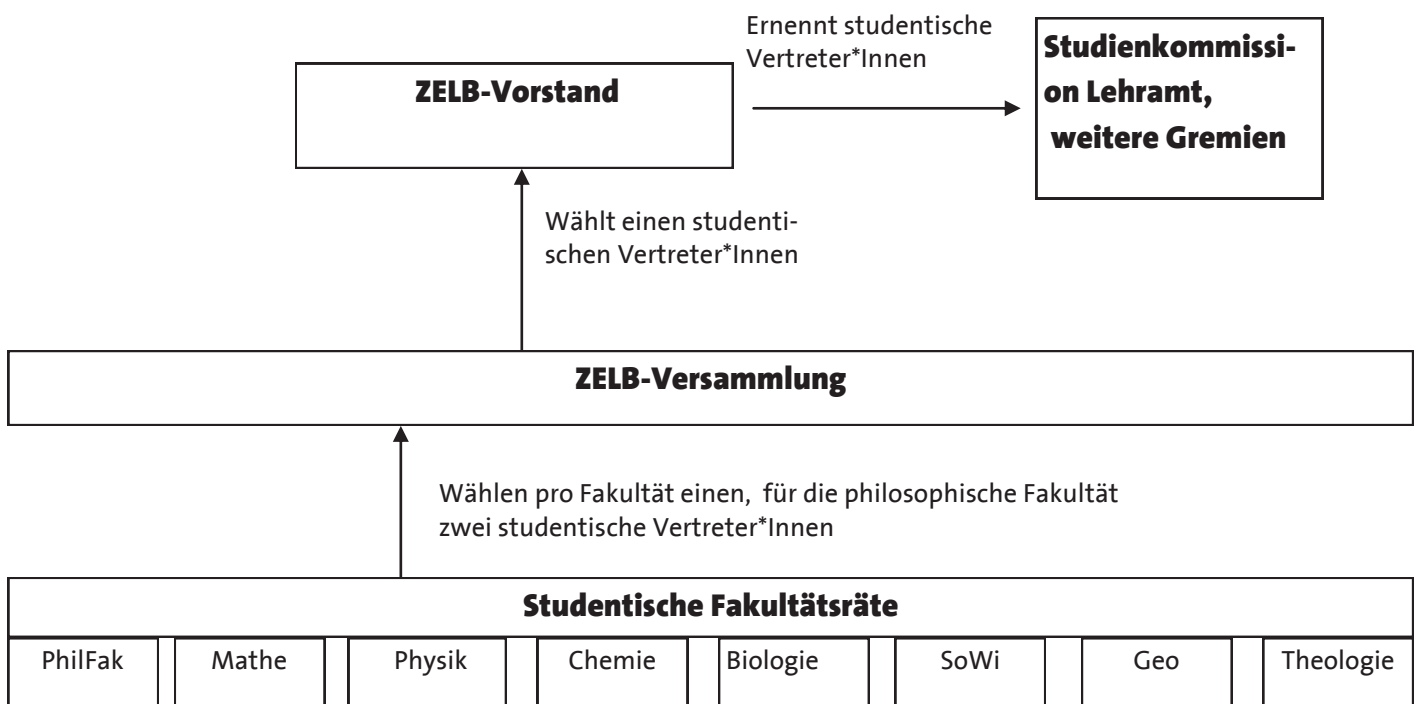 Ernennt studentische
Vertreter*Innen
Studienkommissi-
on Lehramt,
weitere Gremien
ZELB-Vorstand
Wählt einen studenti-
schen Vertreter*Innen
ZELB-Versammlung
Wählen pro Fakultät einen, für die philosophische Fakultät
zwei studentische Vertreter*Innen
Studentische Fakultätsräte
PhilFak Mathe Physik Chemie Biologie SoWi Geo Theologie